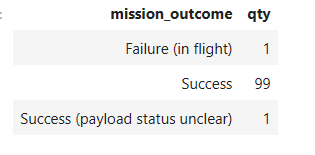 mission_outcome qty
Failure (in flight) 1
Success 99
Success (payload status unclear) 1